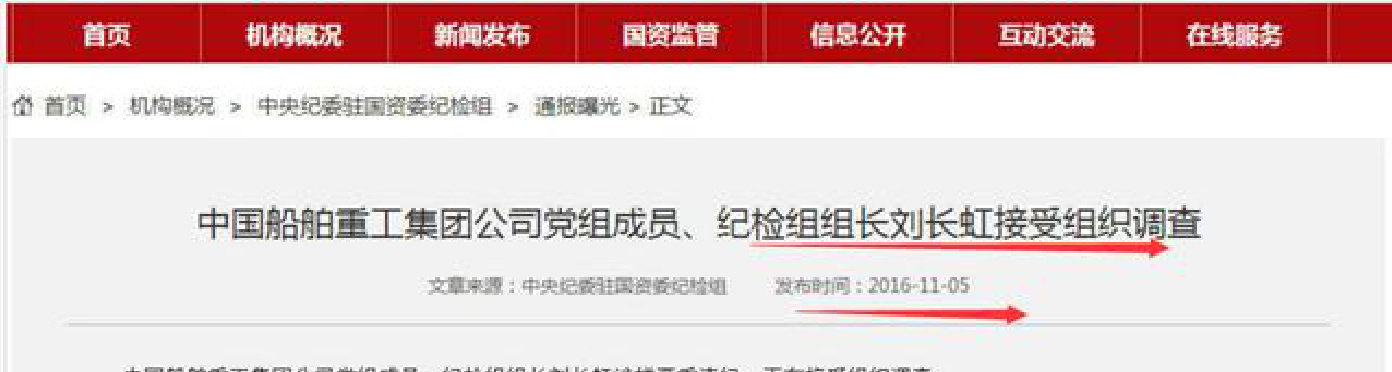 首页 机构概况 新闻发布 国资监管 信息公开 互动交流 在线服务
首页 > 机构概况 > 中央纪委驻国资委纪检组 > 通报曝光 > 正文
中国船舶重工集团公司党组成员、纪检组组长刘长虹接受组织调查
文章来源:中央纪委驻国资委纪检组 发布时间:2016-11-05